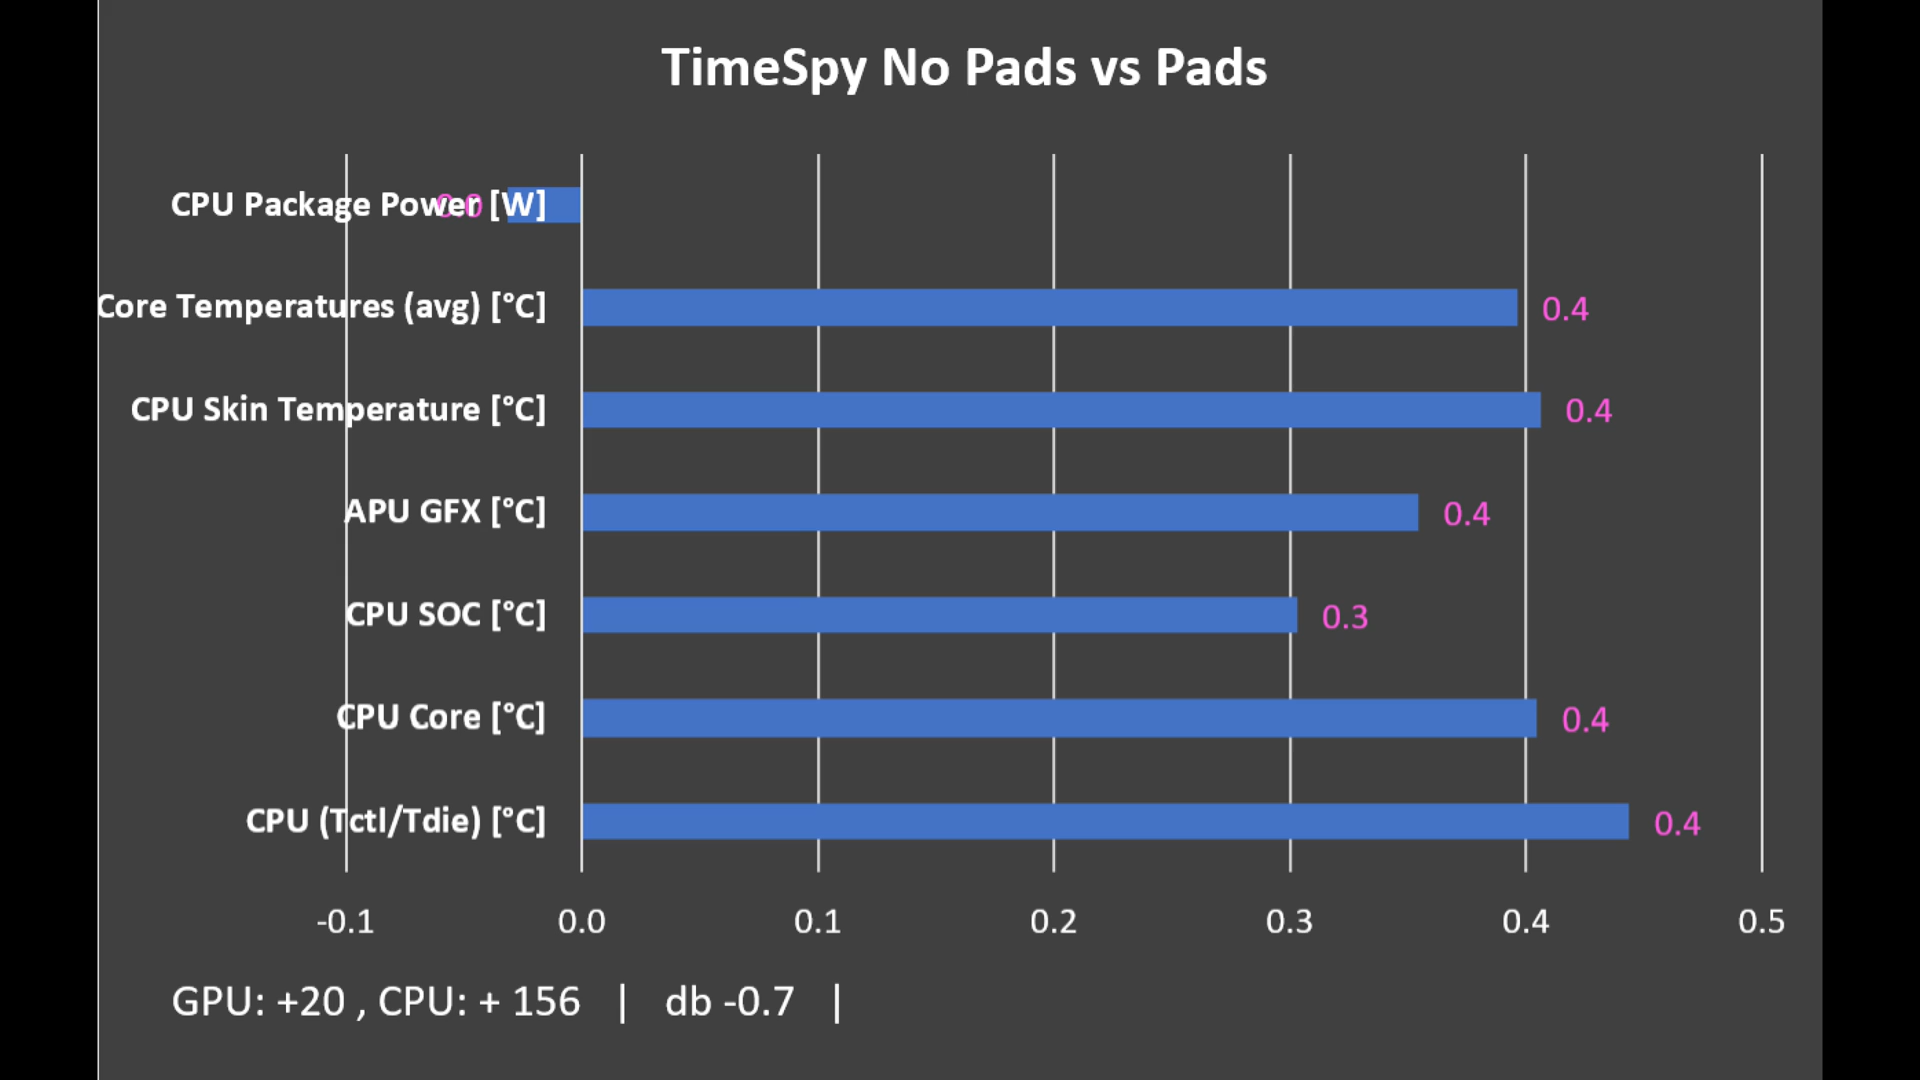 TimeSpy No Pads vs Pads
CPU Package Power [W]
0.0
Core Temperatures (avg) [°C]
0.4
CPU Skin Temperature [°C]
0.4
APU GFX [°C]
0.4
CPU SOC [°C]
0.3
CPU Core [°C]
0.4
CPU (Tctl/Tdie) [°C]
0.4
-0.1 0.0 0.1 0.2 0.3 0.4 0.5
GPU: +20 , CPU: + 156 | db -0.7 |